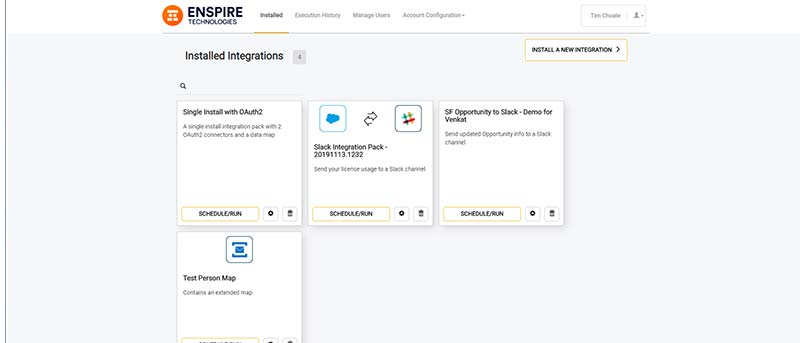 ENSPIRE
TECHNOLOGIES
Installed Execution History Manage Users Account Configuration
Tim Choate
Installed Integrations 4
INSTALL A NEW INTEGRATION
Single Install with OAuth2
A single-install integration pack with 2
OAuth2 connectors and a data map
SCHEDULE/RUN
Slack Integration Pack -
20191113.1232
Send your license usage to a Slack channel
SCHEDULE/RUN
SF Opportunity to Slack - Demo for
Venkat
Send updated Opportunity info to a Slack
channel
SCHEDULE/RUN
Test Person Map
Contains an extended map
SCHEDULE/RUN